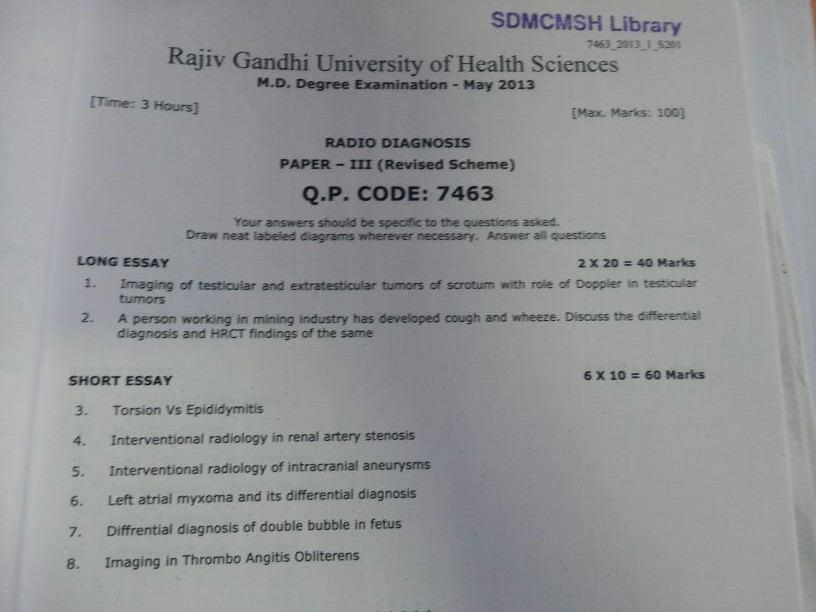 SDMCMSH Library
7463_2013_1_S201
Rajiv Gandhi University of Health Sciences
M.D. Degree Examination - May 2013
[Time: 3 Hours]
[Max. Marks: 100]
RADIO DIAGNOSIS
PAPER – III (Revised Scheme)
Q.P. CODE: 7463
Your answers should be specific to the questions asked.
Draw neat labeled diagrams wherever necessary. Answer all questions
LONG ESSAY 2 X 20 = 40 Marks
1. Imaging of testicular and extratesticular tumors of scrotum with role of Doppler in testicular
tumors
2. A person working in mining industry has developed cough and wheeze. Discuss the differential
diagnosis and HRCT findings of the same
SHORT ESSAY 6 X 10 = 60 Marks
3. Torsion Vs Epididymitis
4. Interventional radiology in renal artery stenosis
5. Interventional radiology of intracranial aneurysms
6. Left atrial myxoma and its differential diagnosis
7. Diffrential diagnosis of double bubble in fetus
8. Imaging in Thrombo Angitis Obliterens